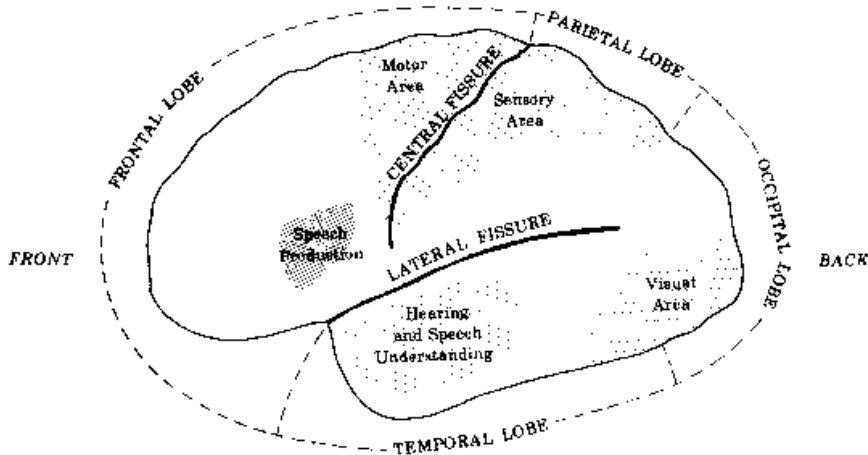 PARIETAL LOBE
FRONTAL LOBE
Motor
Area
CENTRAL FISSURE
Sensory
Area
OCCIPITAL LOBE
Speech
Production
FRONT
LATERAL FISSURE
BACK
Visual
Area
Hearing
and Speech
Understanding
TEMPORAL LOBE